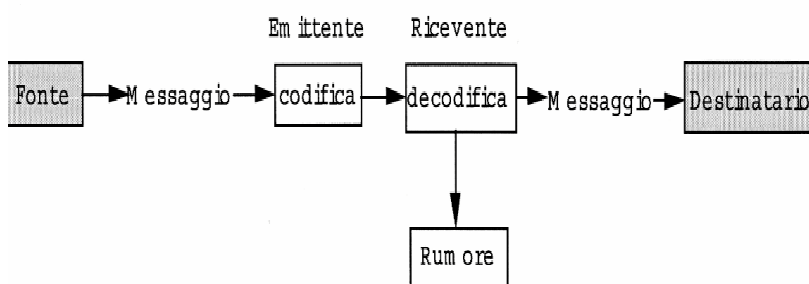 Emittente Ricevente
Fonte Messaggio codifica decodifica Messaggio Destinatario
Rumore